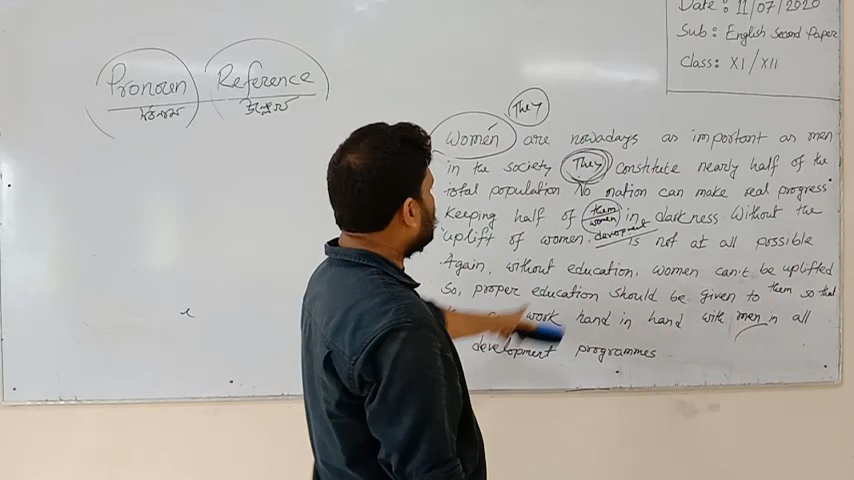 Date : 11/07/2020
Sub : English Second Paper
Class: XI/XII
Pronoun Reference
সর্বনাম উল্লেখ
They
Women are nowadays as important as men
in the society They constitute nearly half of the
total population No nation can make real progress
Keeping half of them women in darkness Without the
uplift of women, devopment is not at all possible
Again, without education, women can't be uplifted
So, proper education should be given to them so that
work hand in hand with men in all
development programmes